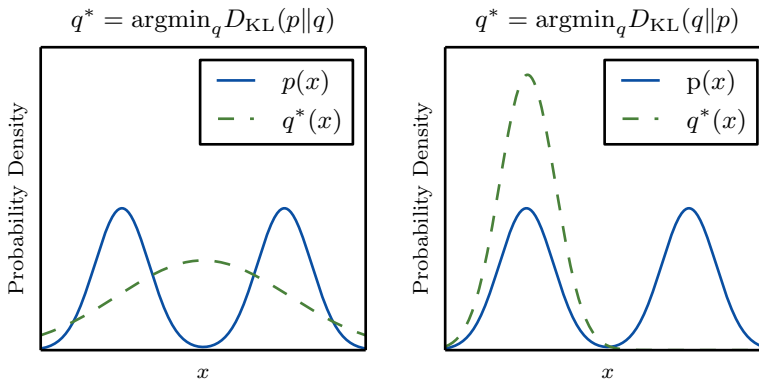 q* = argmin_q D_KL(p‖q)
p(x)
q*(x)
Probability Density
x
q* = argmin_q D_KL(q‖p)
p(x)
q*(x)
Probability Density
x